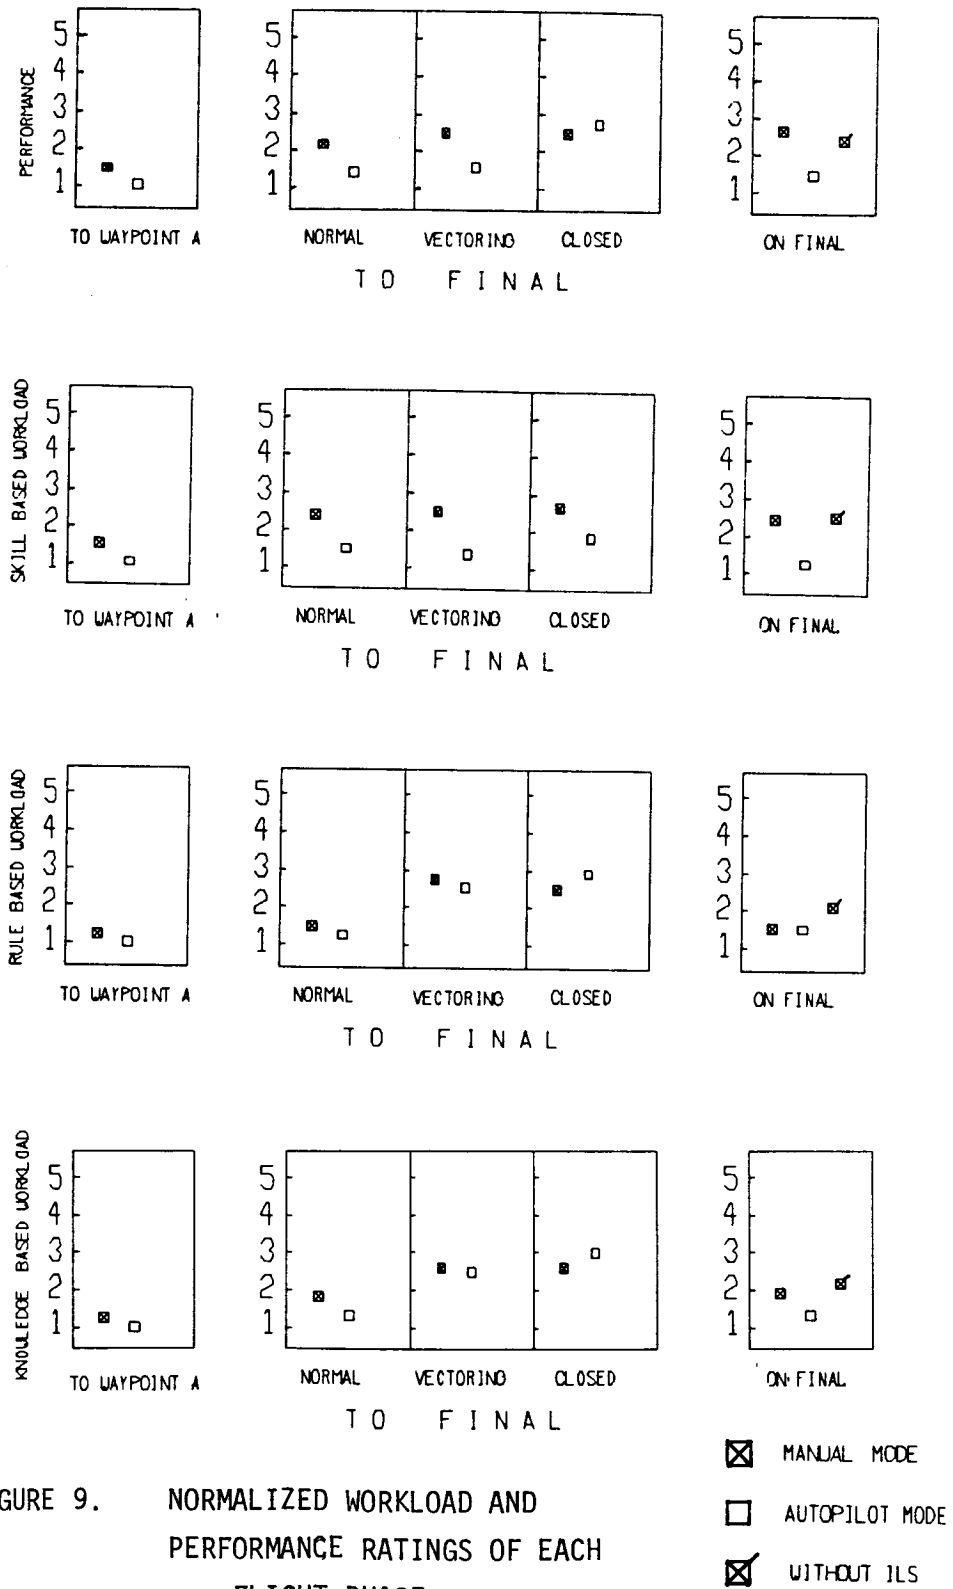 PERFORMANCE
5
4
3
2
1
5
4
3
2
1
5
4
3
2
1
TO WAYPOINT A
NORMAL
VECTORING
CLOSED
ON FINAL
TO FINAL
SKILL BASED WORKLOAD
5
4
3
2
1
5
4
3
2
1
5
4
3
2
1
TO WAYPOINT A
NORMAL
VECTORING
CLOSED
ON FINAL
TO FINAL
RULE BASED WORKLOAD
5
4
3
2
1
5
4
3
2
1
5
4
3
2
1
TO WAYPOINT A
NORMAL
VECTORING
CLOSED
ON FINAL
TO FINAL
KNOWLEDGE BASED WORKLOAD
5
4
3
2
1
5
4
3
2
1
5
4
3
2
1
TO WAYPOINT A
NORMAL
VECTORING
CLOSED
ON FINAL
TO FINAL
MANUAL MODE
AUTOPILOT MODE
WITHOUT ILS
GURE 9. NORMALIZED WORKLOAD AND
PERFORMANCE RATINGS OF EACH